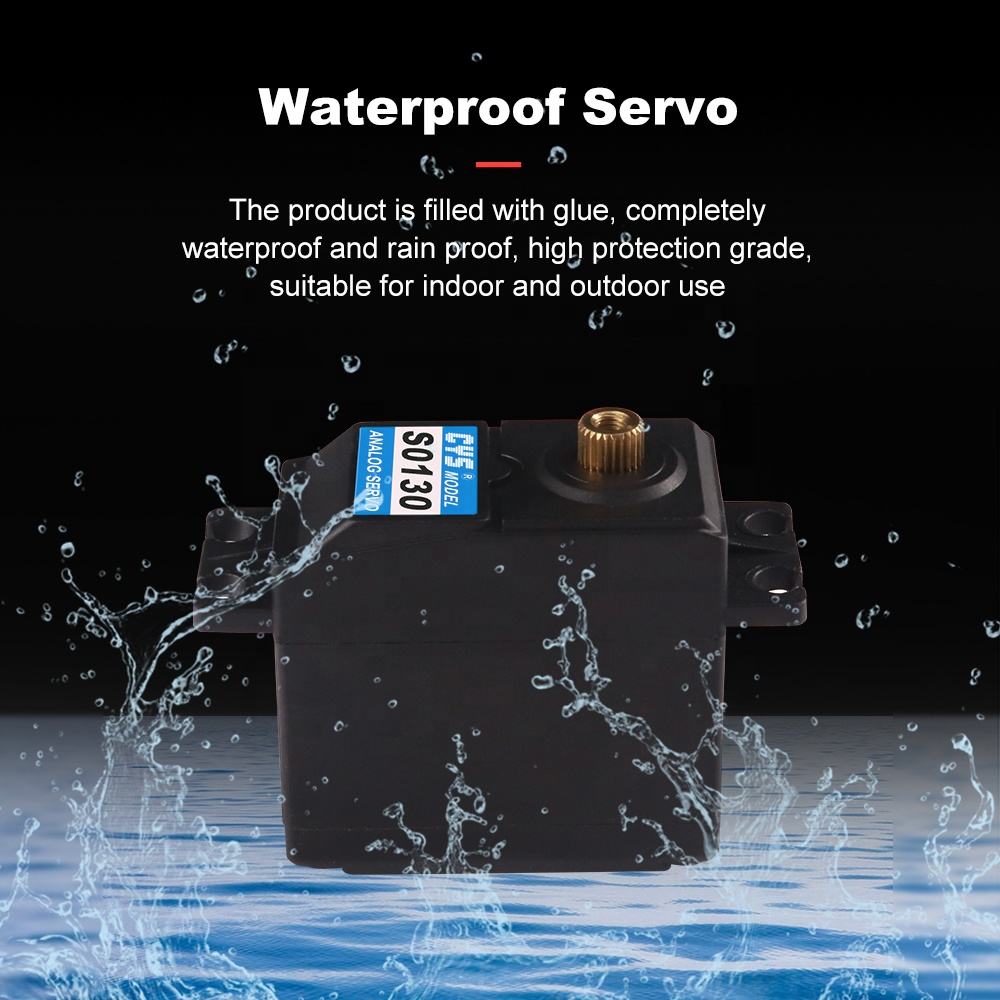 Waterproof Servo
The product is filled with glue, completely
waterproof and rain proof, high protection grade,
suitable for indoor and outdoor use
CYS® MODEL
S0130
ANALOG SERVO